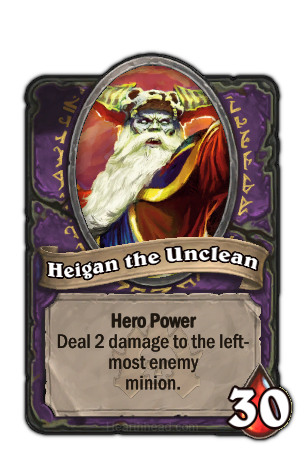 Heigan the Unclean
Hero Power
Deal 2 damage to the left-
most enemy
minion.
30